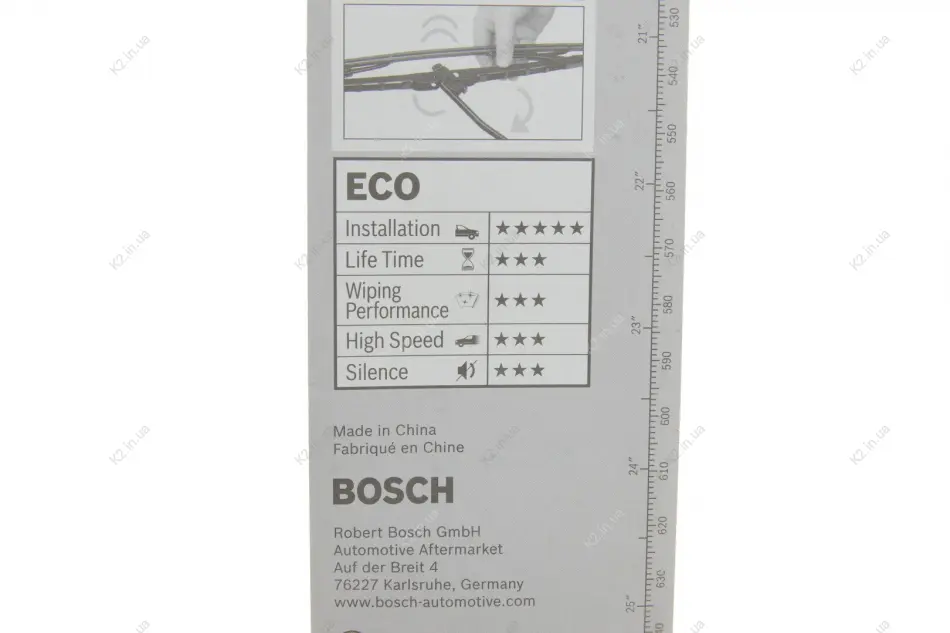 ECO
Installation ★★★★★
Life Time ★★★
Wiping
Performance ★★★
High Speed ★★★
Silence ★★★
Made in China
Fabriqué en Chine
BOSCH
Robert Bosch GmbH
Automotive Aftermarket
Auf der Breit 4
76227 Karlsruhe, Germany
www.bosch-automotive.com
530
21"
540
550
22"
560
570
580
23"
590
600
24"
610
620
630
25"
K2.in.ua